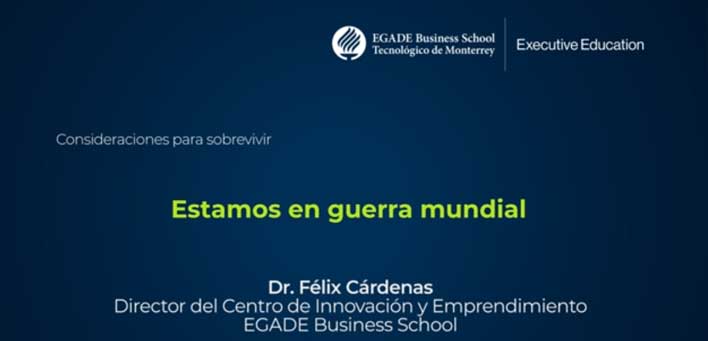 EGADE Business School
Tecnológico de Monterrey
Executive Education
Consideraciones para sobrevivir
Estamos en guerra mundial
Dr. Félix Cárdenas
Director del Centro de Innovación y Emprendimiento
EGADE Business School